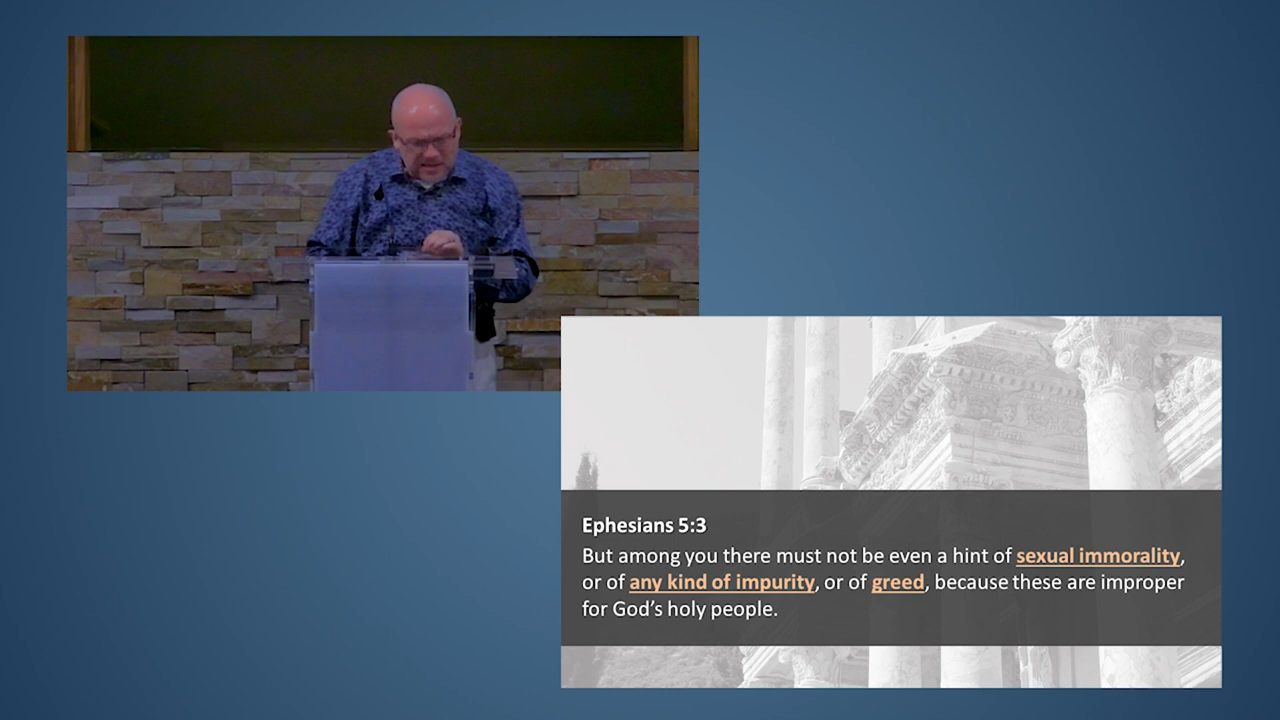 Ephesians 5:3
But among you there must not be even a hint of sexual immorality,
or of any kind of impurity, or of greed, because these are improper
for God’s holy people.